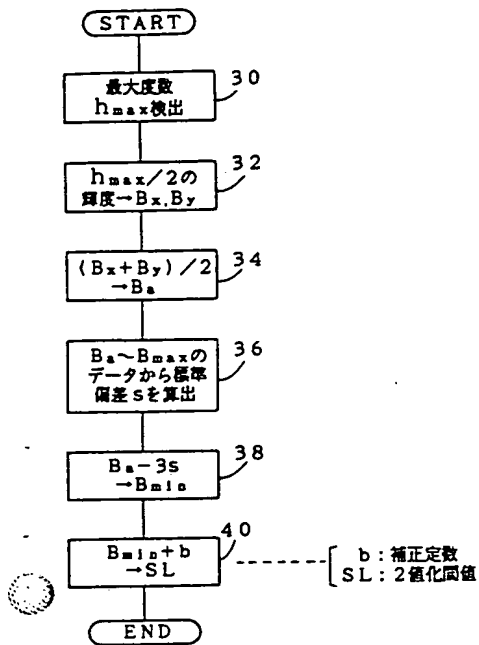 START
最大度数
hmax検出
30
hmax/2の
輝度→Bx,By
32
(Bx+By)/2
→Ba
34
Ba~Bmaxの
データから標準
偏差sを算出
36
Ba-3s
→Bmin
38
Bmin+b
→SL
40
b:補正定数
SL:2値化閾値
END